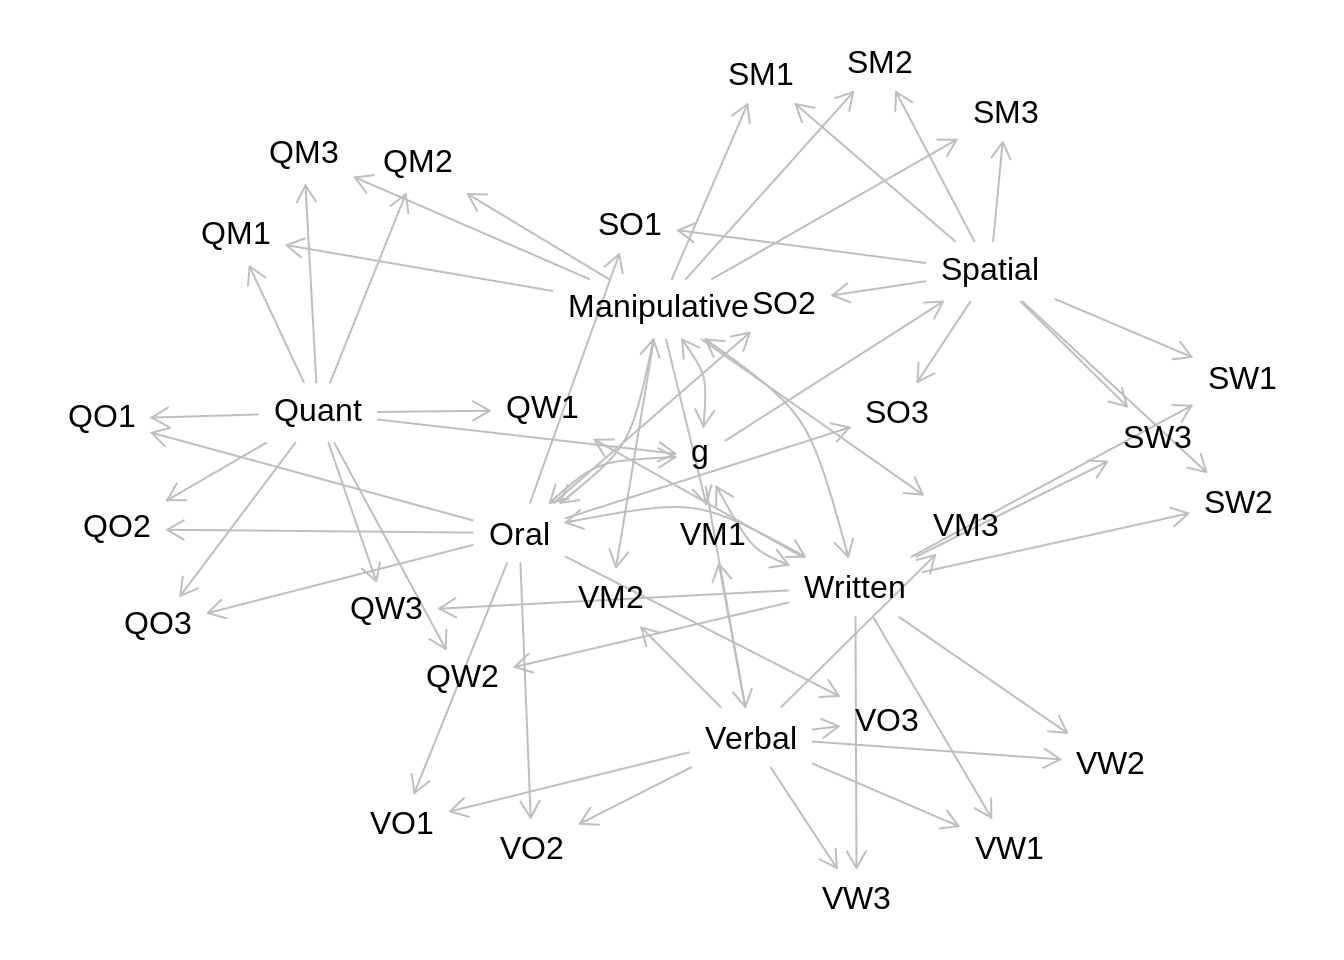 SM2
SM1
SM3
QM3
QM2
SO1
QM1
Spatial
Manipulative
SO2
SW1
QW1
Quant
SO3
QO1
SW3
g
SW2
QO2
VM3
Oral
VM1
Written
VM2
QW3
QO3
QW2
VO3
Verbal
VW2
VO1
VO2
VW1
VW3